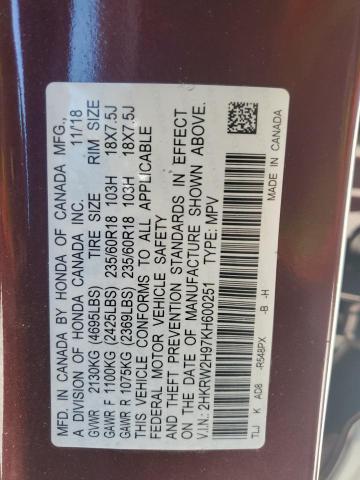 MFD. IN CANADA BY HONDA OF CANADA MFG.,
A DIVISION OF HONDA CANADA INC. 11/18
GVWR 2130KG (4695LBS) TIRE SIZE RIM SIZE
GAWR F 1100KG (2425LBS) 235/60R18 103H 18X7.5J
GAWR R 1075KG (2369LBS) 235/60R18 103H 18X7.5J
THIS VEHICLE CONFORMS TO ALL APPLICABLE
FEDERAL MOTOR VEHICLE SAFETY
AND THEFT PREVENTION STANDARDS IN EFFECT
ON THE DATE OF MANUFACTURE SHOWN ABOVE.
V.I.N.: 2HKRW2H97KH600251 TYPE: MPV
TLJ K AD8 -R548PX -B -H MADE IN CANADA